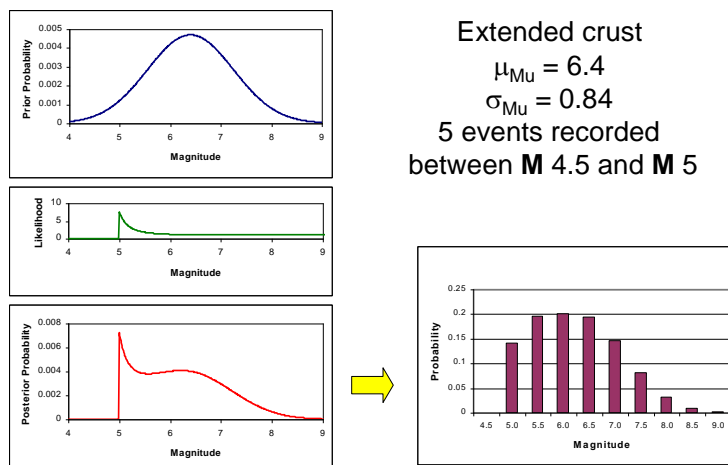 0.005
0.004
0.003
0.002
0.001
0
Prior Probability
4 5 6 7 8 9
Magnitude
Extended crust
μMu = 6.4
σMu = 0.84
5 events recorded
between M 4.5 and M 5
10
5
0
Likelihood
4 5 6 7 8 9
Magnitude
0.008
0.006
0.004
0.002
0
Posterior Probability
4 5 6 7 8 9
Magnitude
0.25
0.2
0.15
0.1
0.05
0
Probability
4.5 5.0 5.5 6.0 6.5 7.0 7.5 8.0 8.5 9.0
Magnitude